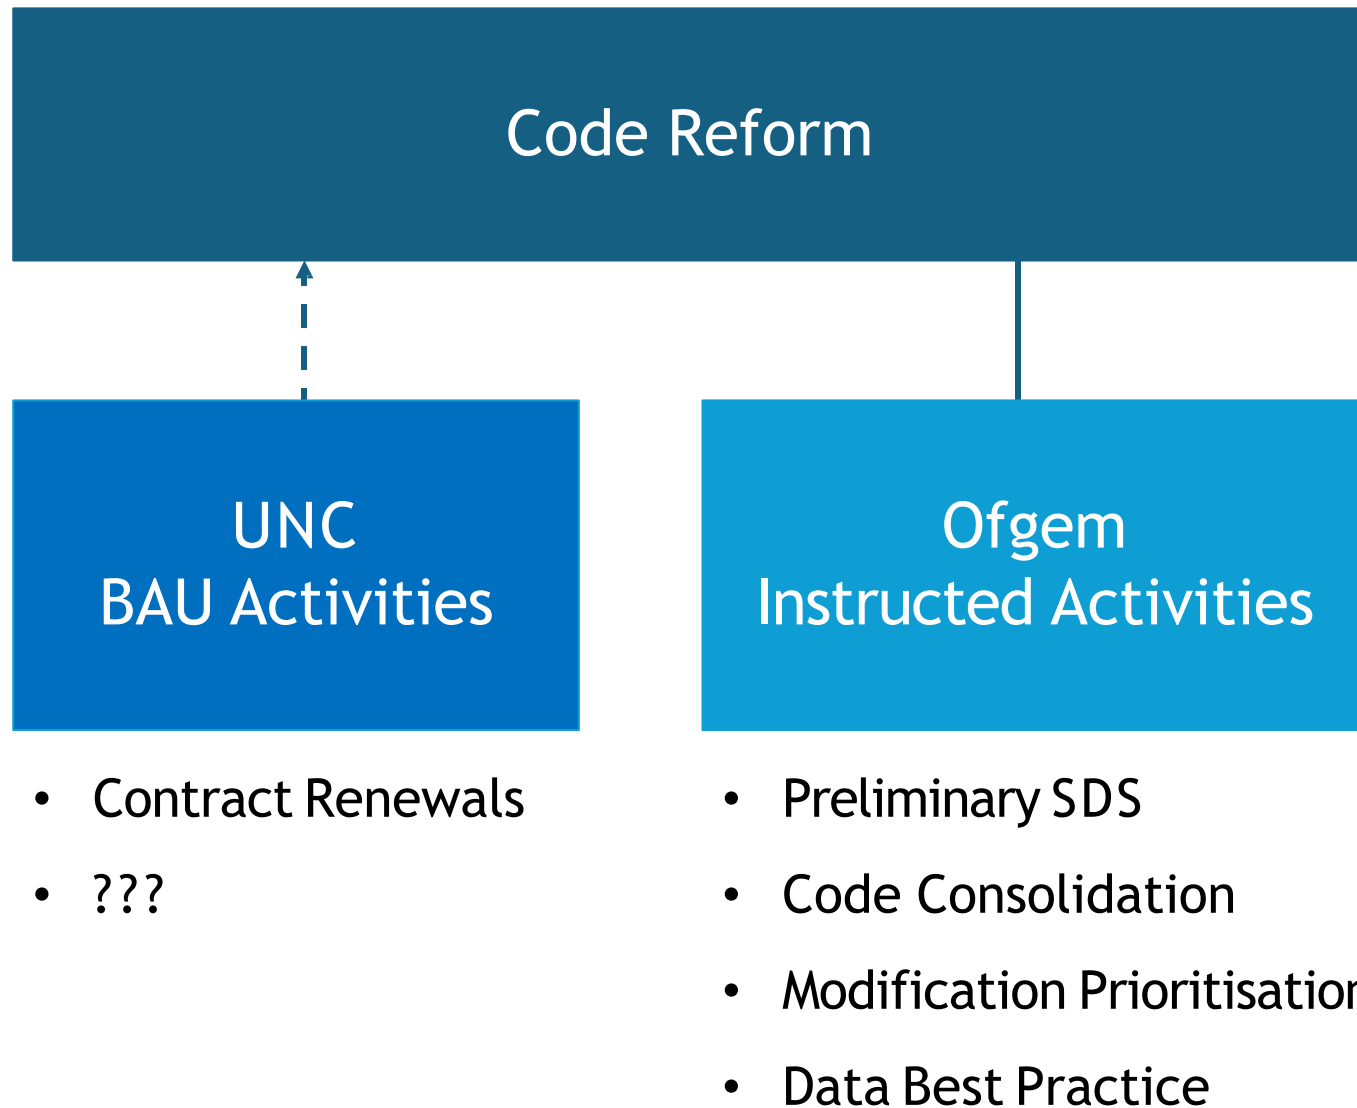 Code Reform
UNC
BAU Activities
Ofgem
Instructed Activities
• Contract Renewals
• ???
• Preliminary SDS
• Code Consolidation
• Modification Prioritisation
• Data Best Practice